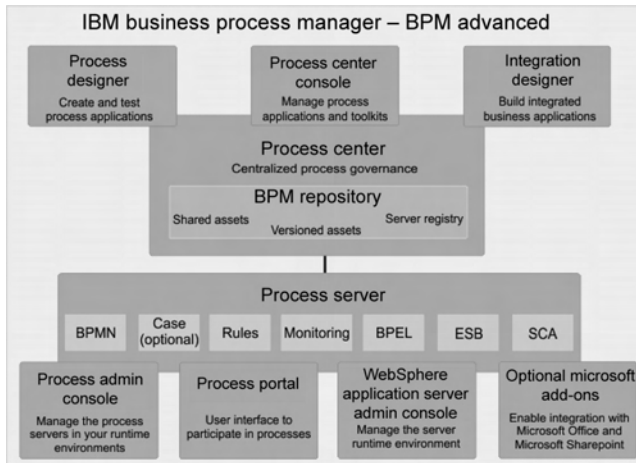 IBM business process manager – BPM advanced
Process
designer
Create and test
process applications
Process center
console
Manage process
applications and toolkits
Integration
designer
Build integrated
business applications
Process center
Centralized process governance
BPM repository
Shared assets
Versioned assets
Server registry
Process server
BPMN
Case
(optional)
Rules
Monitoring
BPEL
ESB
SCA
Process admin
console
Manage the process
servers in your runtime
environments
Process portal
User interface to
participate in processes
WebSphere
application server
admin console
Manage the server
runtime environment
Optional microsoft
add-ons
Enable integration with
Microsoft Office and
Microsoft Sharepoint